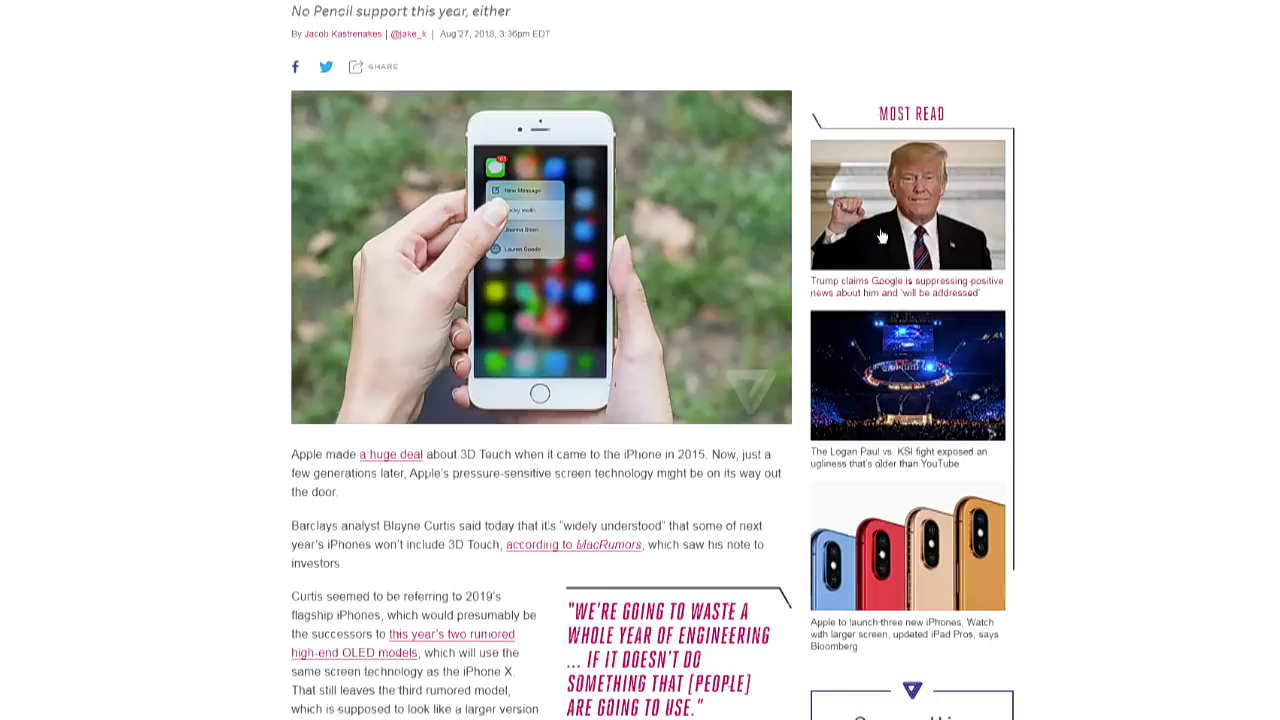 No Pencil support this year, either
By Jacob Kastrenakes | @jake_k | Aug 27, 2018, 3:36pm EDT
SHARE
New Message
Lauren Goode
Apple made a huge deal about 3D Touch when it came to the iPhone in 2015. Now, just a
few generations later, Apple's pressure-sensitive screen technology might be on its way out
the door.
Barclays analyst Blayne Curtis said today that it's "widely understood" that some of next
year's iPhones won't include 3D Touch, according to MacRumors, which saw his note to
investors.
Curtis seemed to be referring to 2019's
flagship iPhones, which would presumably be
the successors to this year's two rumored
high-end OLED models, which will use the
same screen technology as the iPhone X.
That still leaves the third rumored model,
which is supposed to look like a larger version
"WE'RE GOING TO WASTE A
WHOLE YEAR OF ENGINEERING
... IF IT DOESN'T DO
SOMETHING THAT [PEOPLE]
ARE GOING TO USE."
MOST READ
Trump claims Google is suppressing positive
news about him and 'will be addressed'
The Logan Paul vs. KSI fight exposed an
ugliness that's older than YouTube
Apple to launch three new iPhones, Watch
with larger screen, updated iPad Pros, says
Bloomberg